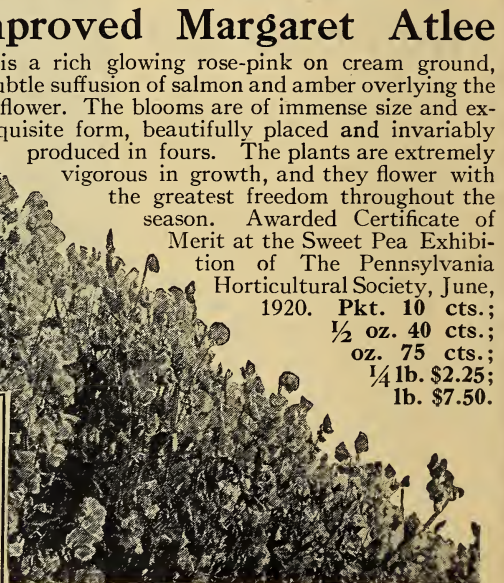 proved Margaret Atlee
is a rich glowing rose-pink on cream ground,
suffusion of salmon and amber overlying the
flower. The blooms are of immense size and ex-
quisite form, beautifully placed and invariably
produced in fours. The plants are extremely
vigorous in growth, and they flower with
the greatest freedom throughout the
season. Awarded Certificate of
Merit at the Sweet Pea Exhibi-
tion of The Pennsylvania
Horticultural Society, June,
1920. Pkt. 10 cts.;
½ oz. 40 cts.;
oz. 75 cts.;
¼ lb. $2.25;
lb. $7.50.